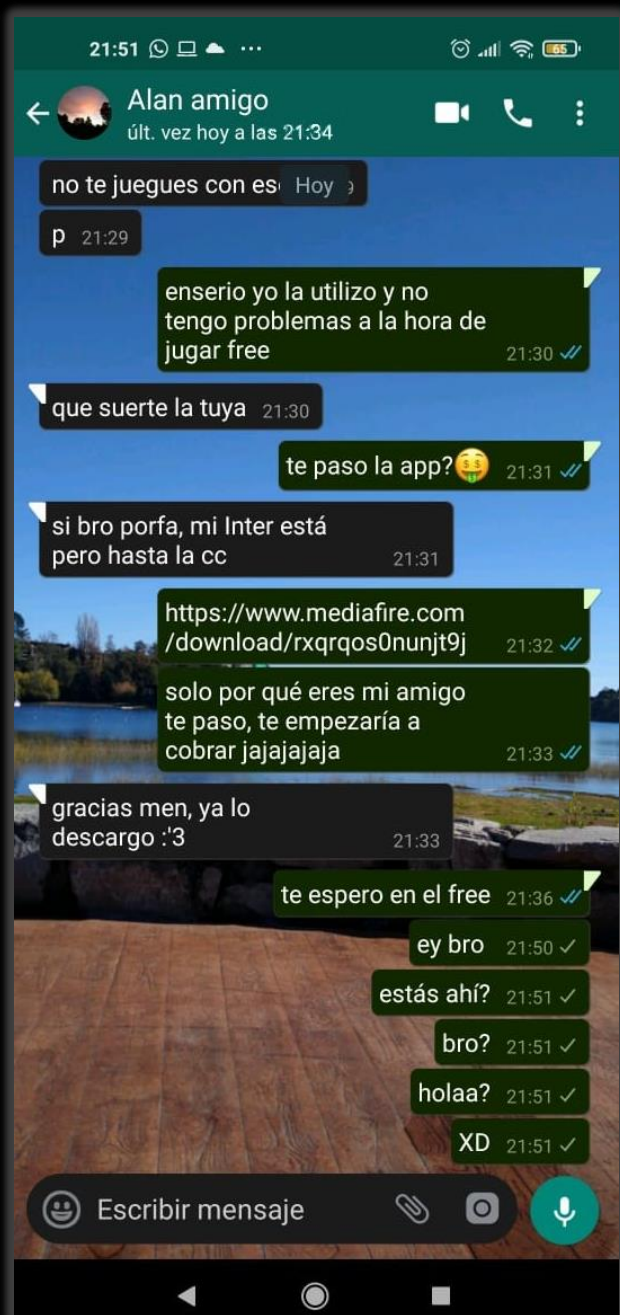 21:51
65
Alan amigo
últ. vez hoy a las 21:34
no te juegues con es
Hoy
p 21:29
enserio yo la utilizo y no
tengo problemas a la hora de
jugar free 21:30
que suerte la tuya 21:30
te paso la app?🤑 21:31
si bro porfa, mi Inter está
pero hasta la cc 21:31
https://www.mediafire.com
/download/rxqrqos0nunjt9j 21:32
solo por qué eres mi amigo
te paso, te empezaría a
cobrar jajajajaja 21:33
gracias men, ya lo
descargo :'3 21:33
te espero en el free 21:36
ey bro 21:50
estás ahí? 21:51
bro? 21:51
holaa? 21:51
XD 21:51
Escribir mensaje